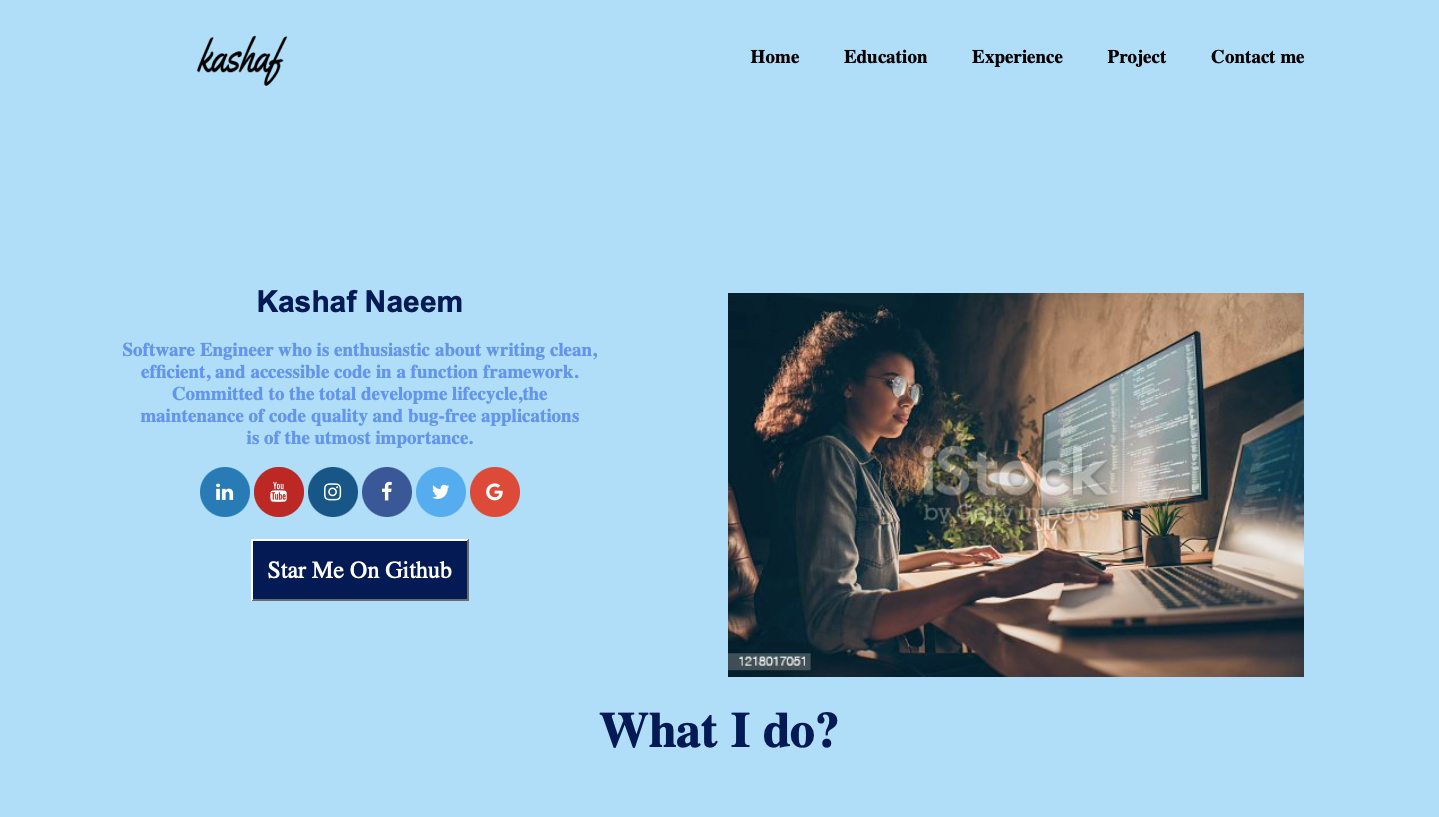 kashaf
Home Education Experience Project Contact me
Kashaf Naeem
Software Engineer who is enthusiastic about writing clean,
efficient, and accessible code in a function framework.
Committed to the total developme lifecycle,the
maintenance of code quality and bug-free applications
is of the utmost importance.
in
You
Tube
f
G
Star Me On Github
iStock
by Getty Images
1218017051
What I do?